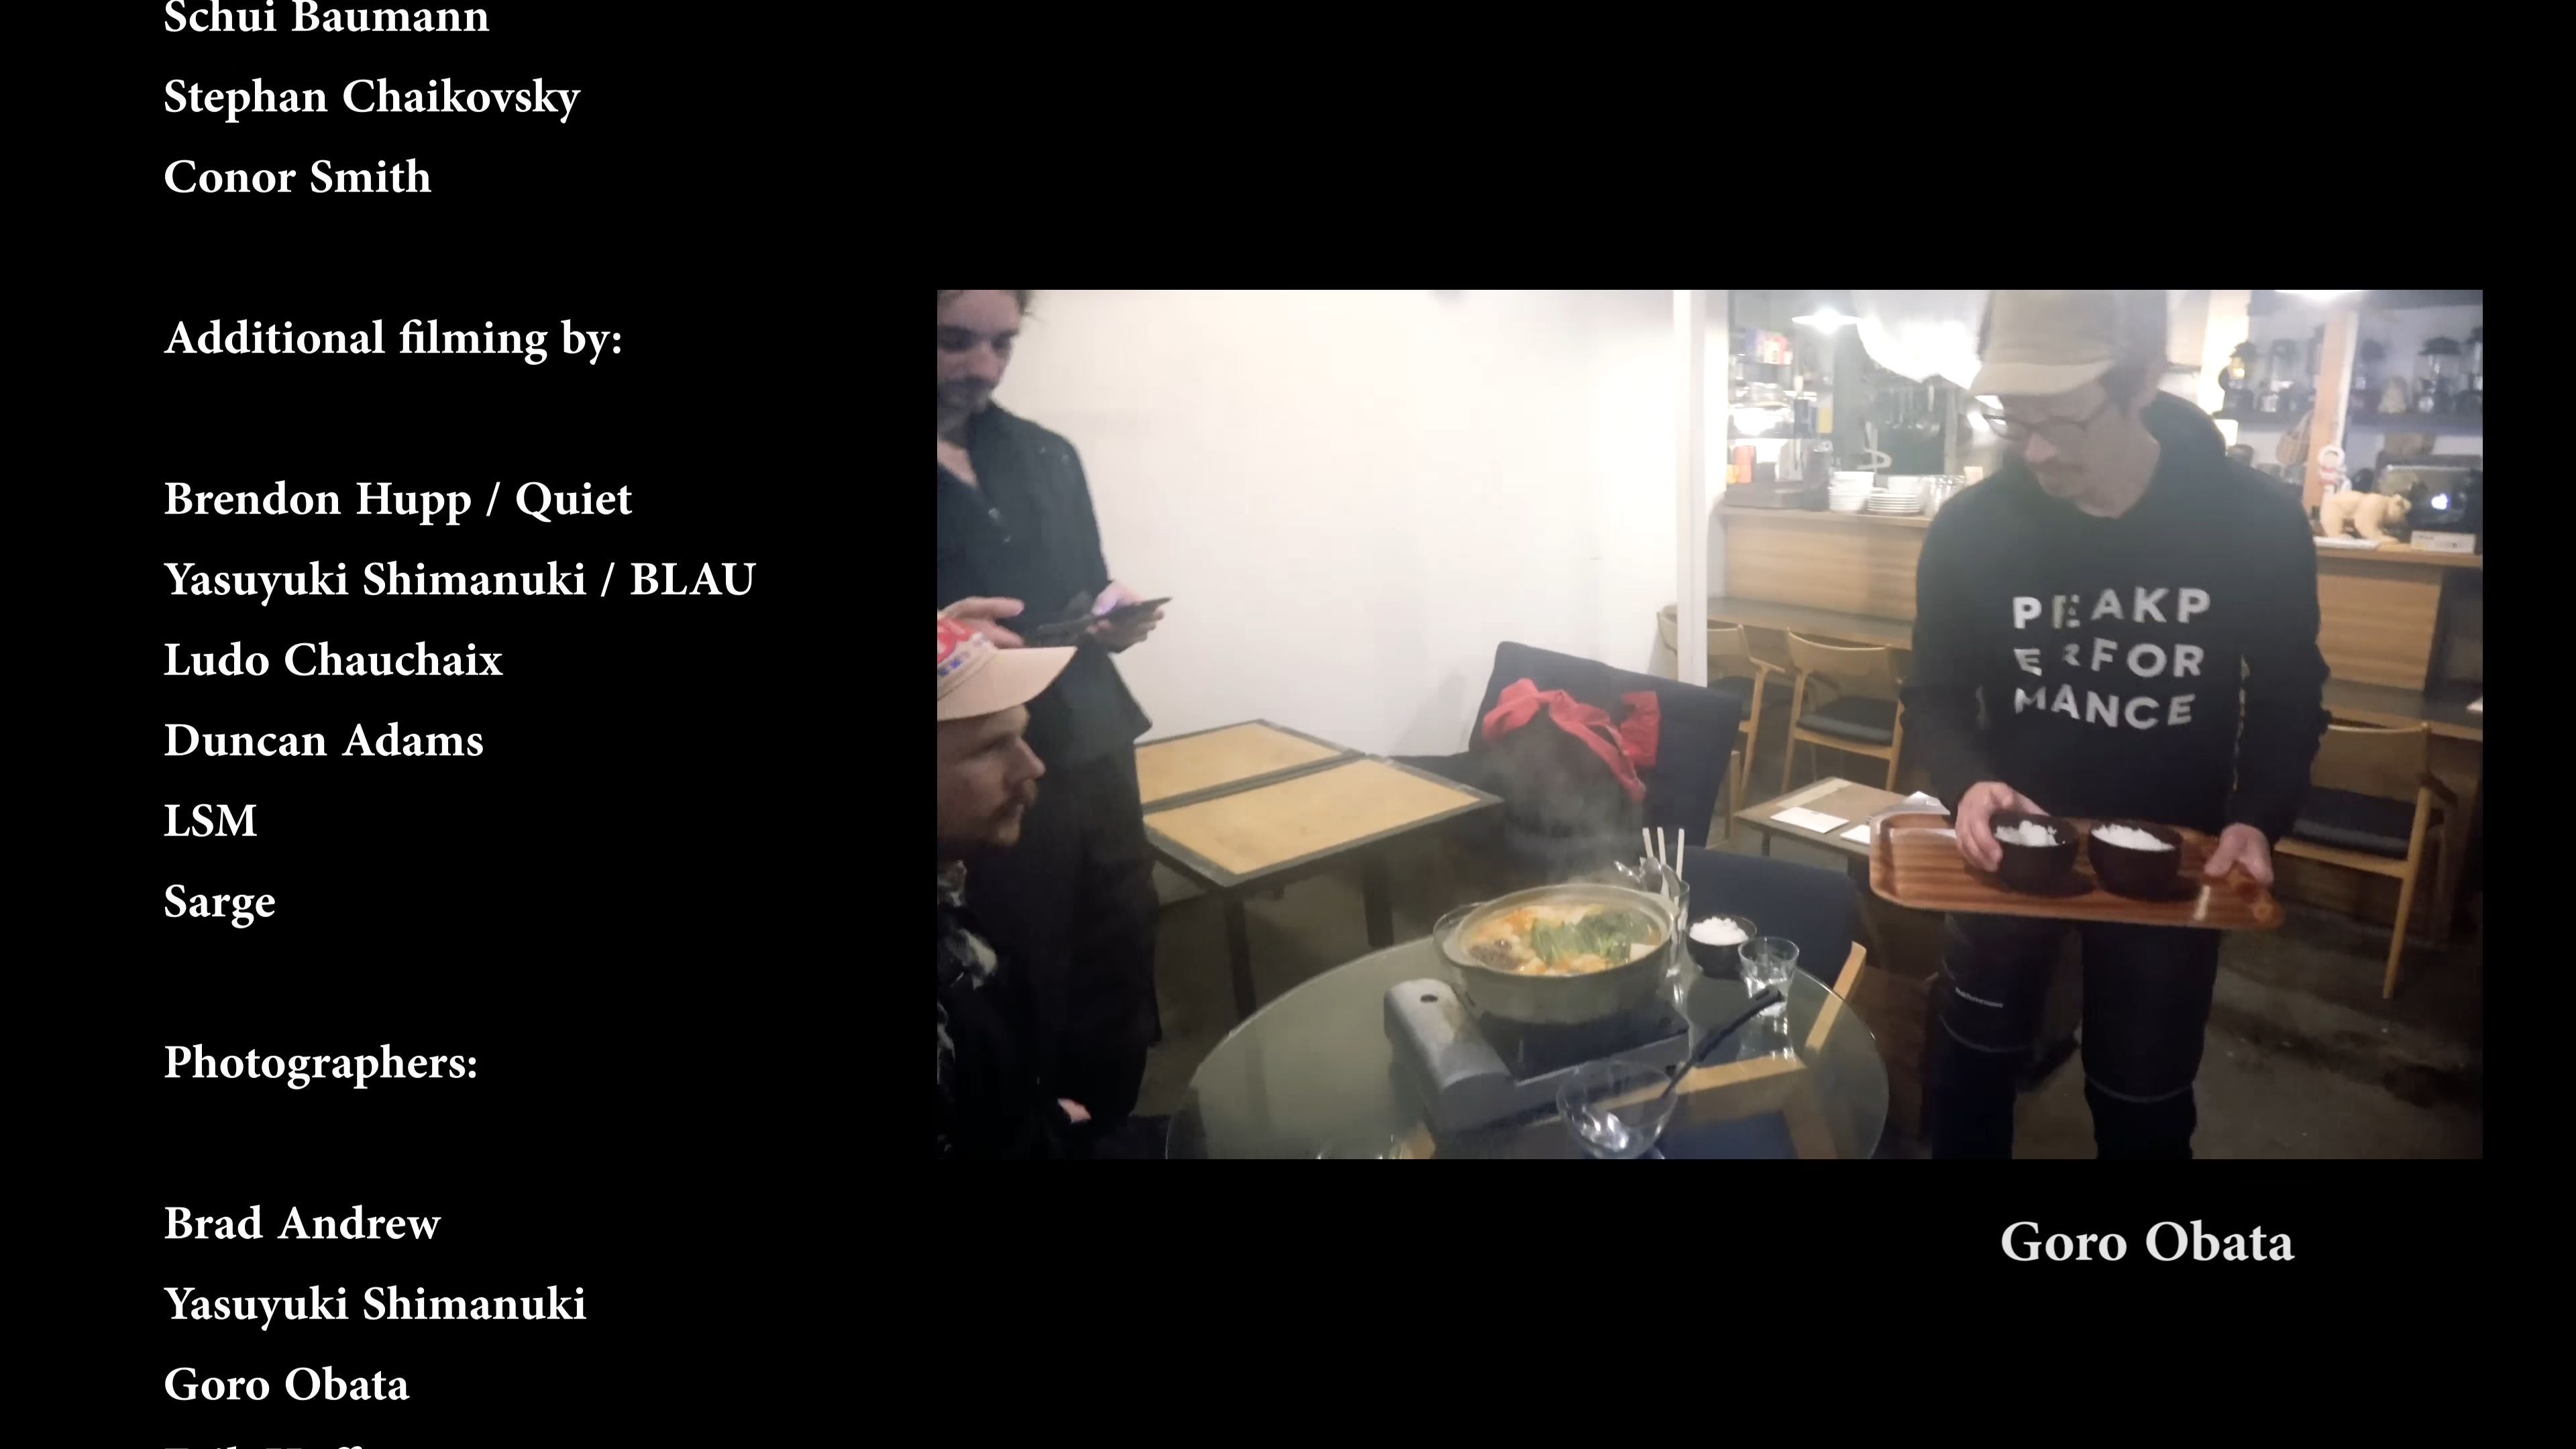 Schui Baumann
Stephan Chaikovsky
Conor Smith
Additional filming by:
Brendon Hupp / Quiet
Yasuyuki Shimanuki / BLAU
Ludo Chauchaix
Duncan Adams
LSM
Sarge
Photographers:
Brad Andrew
Yasuyuki Shimanuki
Goro Obata
PEAKP
ERFOR
MANCE
Goro Obata